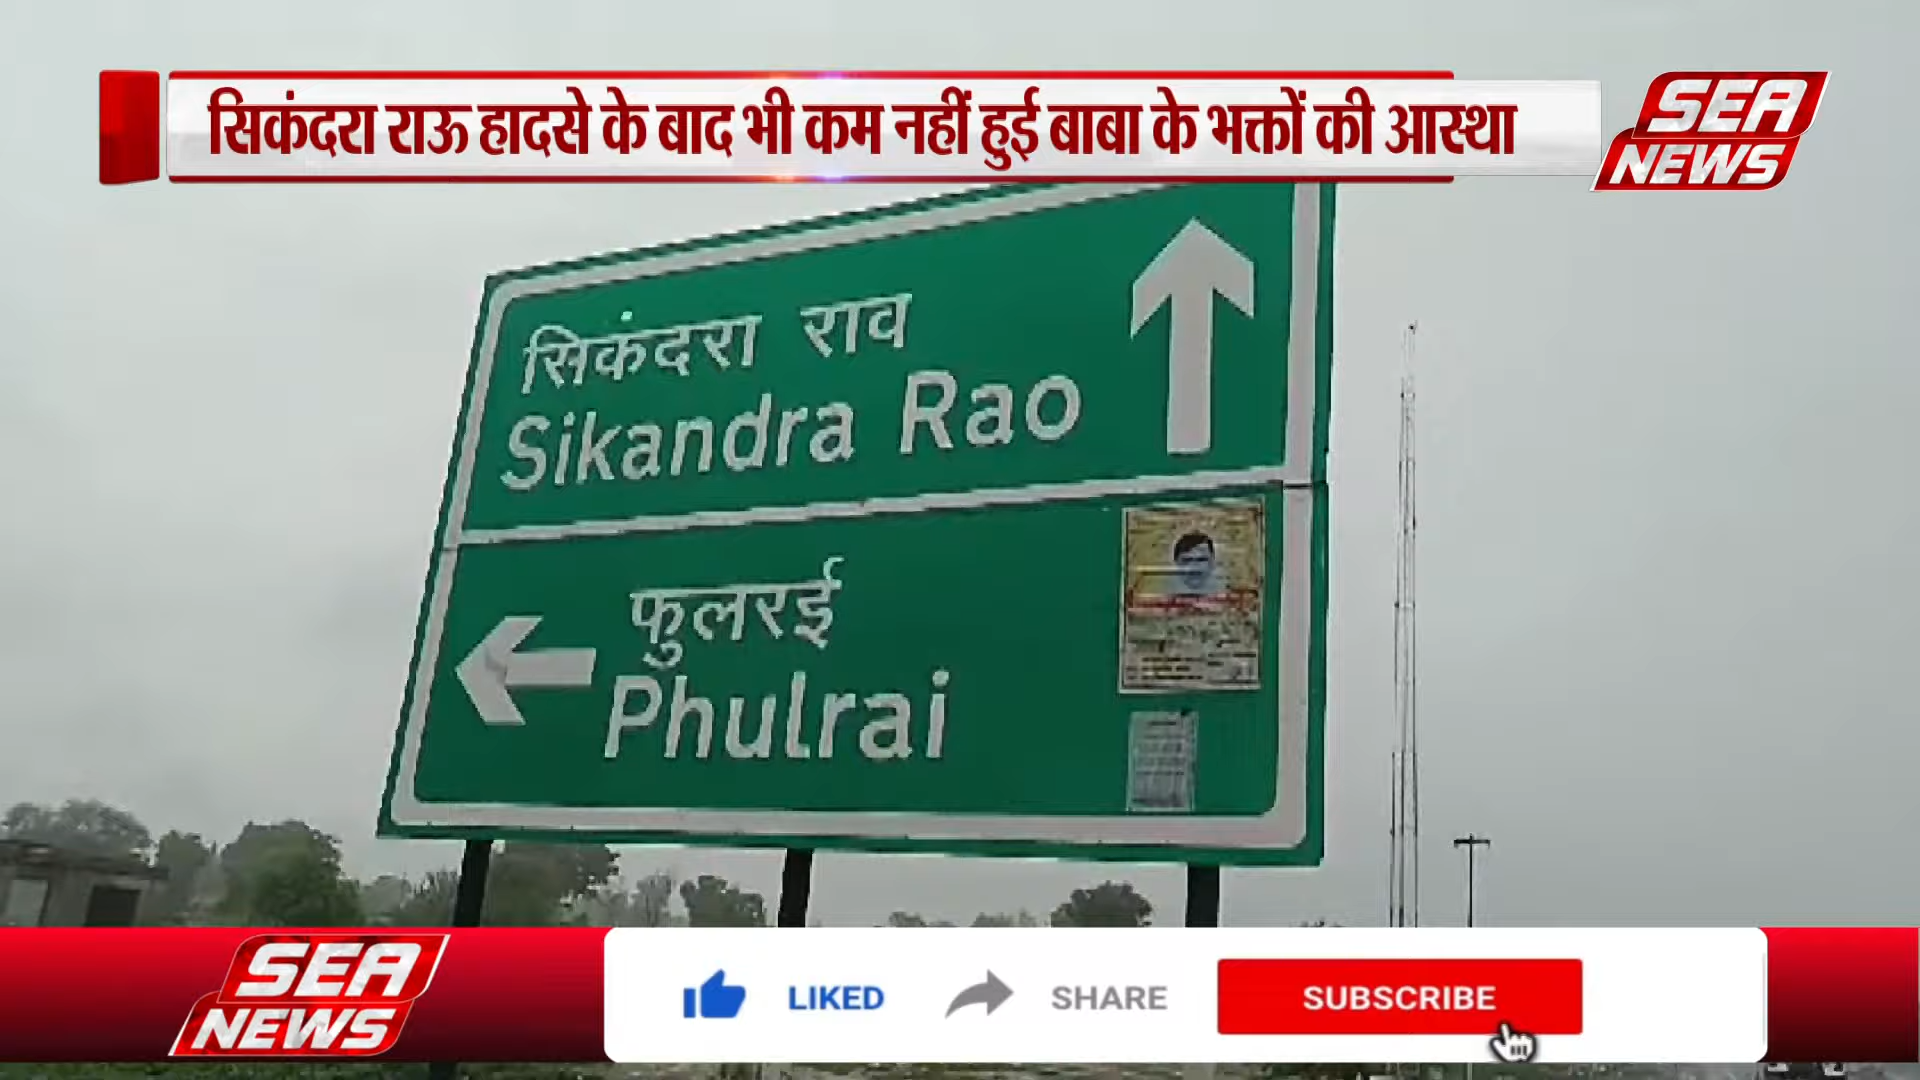 सिकंदरा राऊ हादसे के बाद भी कम नहीं हुई बाबा के भक्तों की आस्था
SEA
NEWS
सिकंदरा राव
Sikandra Rao
फुलरई
Phulrai
SEA
NEWS
LIKED
SHARE
SUBSCRIBE